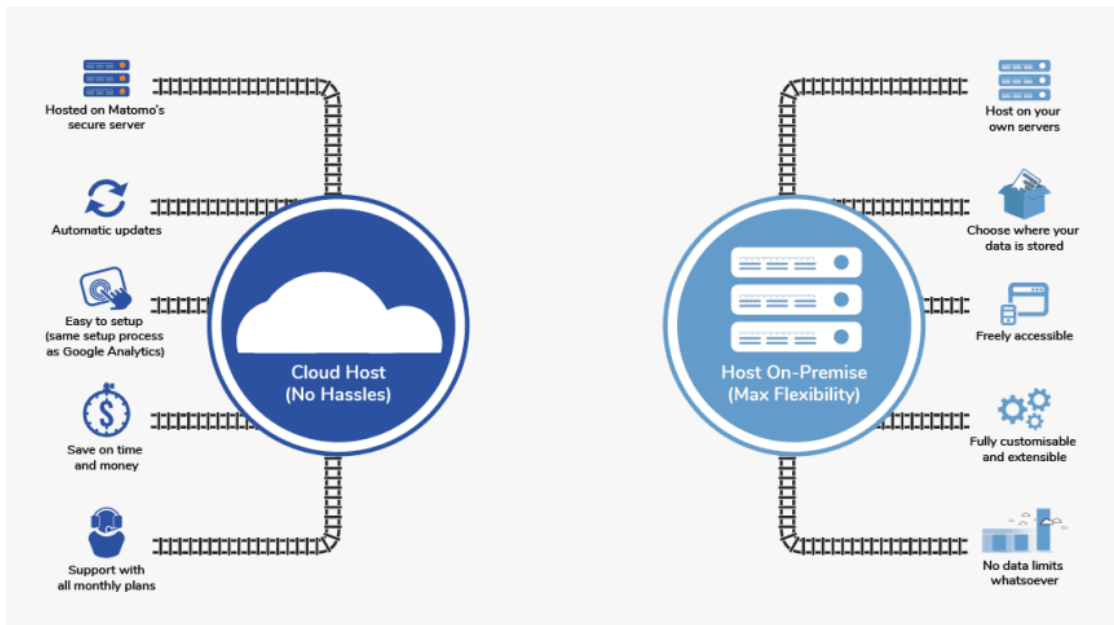 Hosted on Matomo's
secure server
Automatic updates
Easy to setup
(same setup process
as Google Analytics)
Save on time
and money
Support with
all monthly plans
Cloud Host
(No Hassles)
Host On-Premise
(Max Flexibility)
Host on your
own servers
Choose where your
data is stored
Freely accessible
Fully customisable
and extensible
No data limits
whatsoever